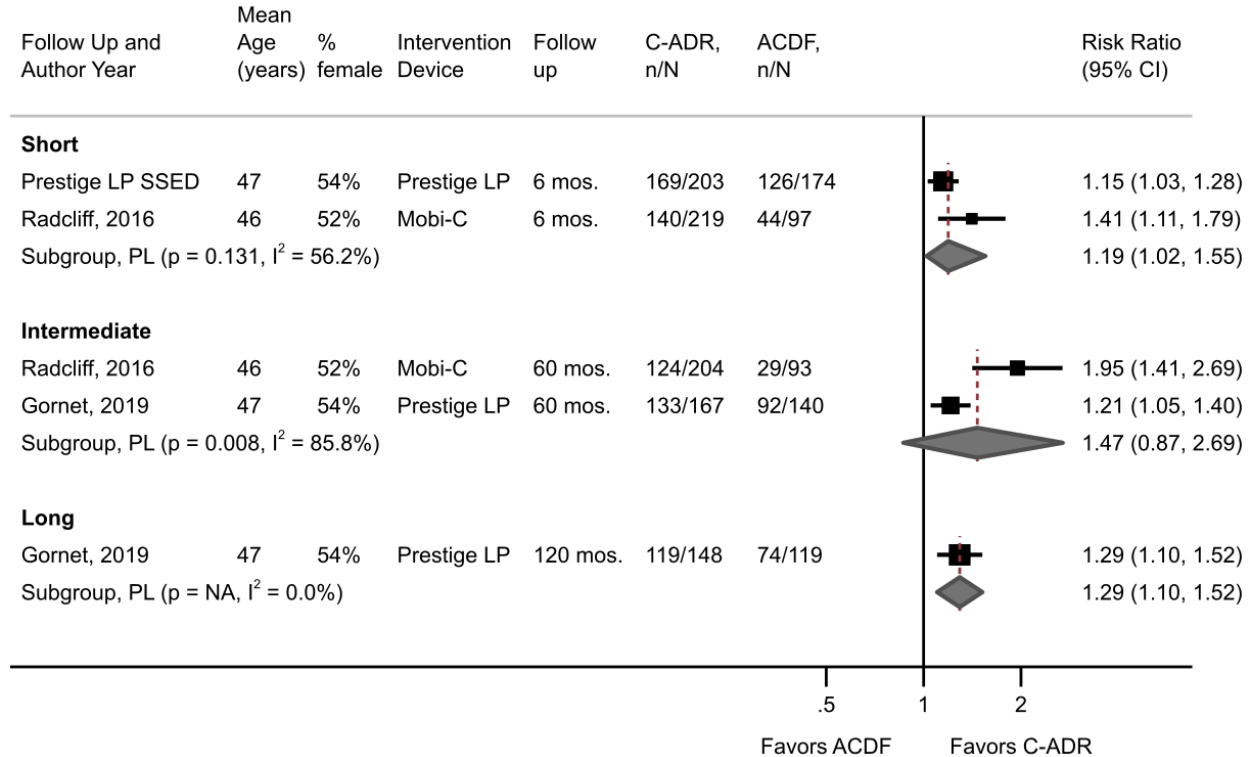 Follow Up and Author Year Mean Age (years) % female Intervention Device Follow up C-ADR, n/N ACDF, n/N Risk Ratio (95% CI)
Short
Prestige LP SSED 47 54% Prestige LP 6 mos. 169/203 126/174 1.15 (1.03, 1.28)
Radcliff, 2016 46 52% Mobi-C 6 mos. 140/219 44/97 1.41 (1.11, 1.79)
Subgroup, PL (p = 0.131, I² = 56.2%) 1.19 (1.02, 1.55)
Intermediate
Radcliff, 2016 46 52% Mobi-C 60 mos. 124/204 29/93 1.95 (1.41, 2.69)
Gornet, 2019 47 54% Prestige LP 60 mos. 133/167 92/140 1.21 (1.05, 1.40)
Subgroup, PL (p = 0.008, I² = 85.8%) 1.47 (0.87, 2.69)
Long
Gornet, 2019 47 54% Prestige LP 120 mos. 119/148 74/119 1.29 (1.10, 1.52)
Subgroup, PL (p = NA, I² = 0.0%) 1.29 (1.10, 1.52)
.5 1 2
Favors ACDF Favors C-ADR